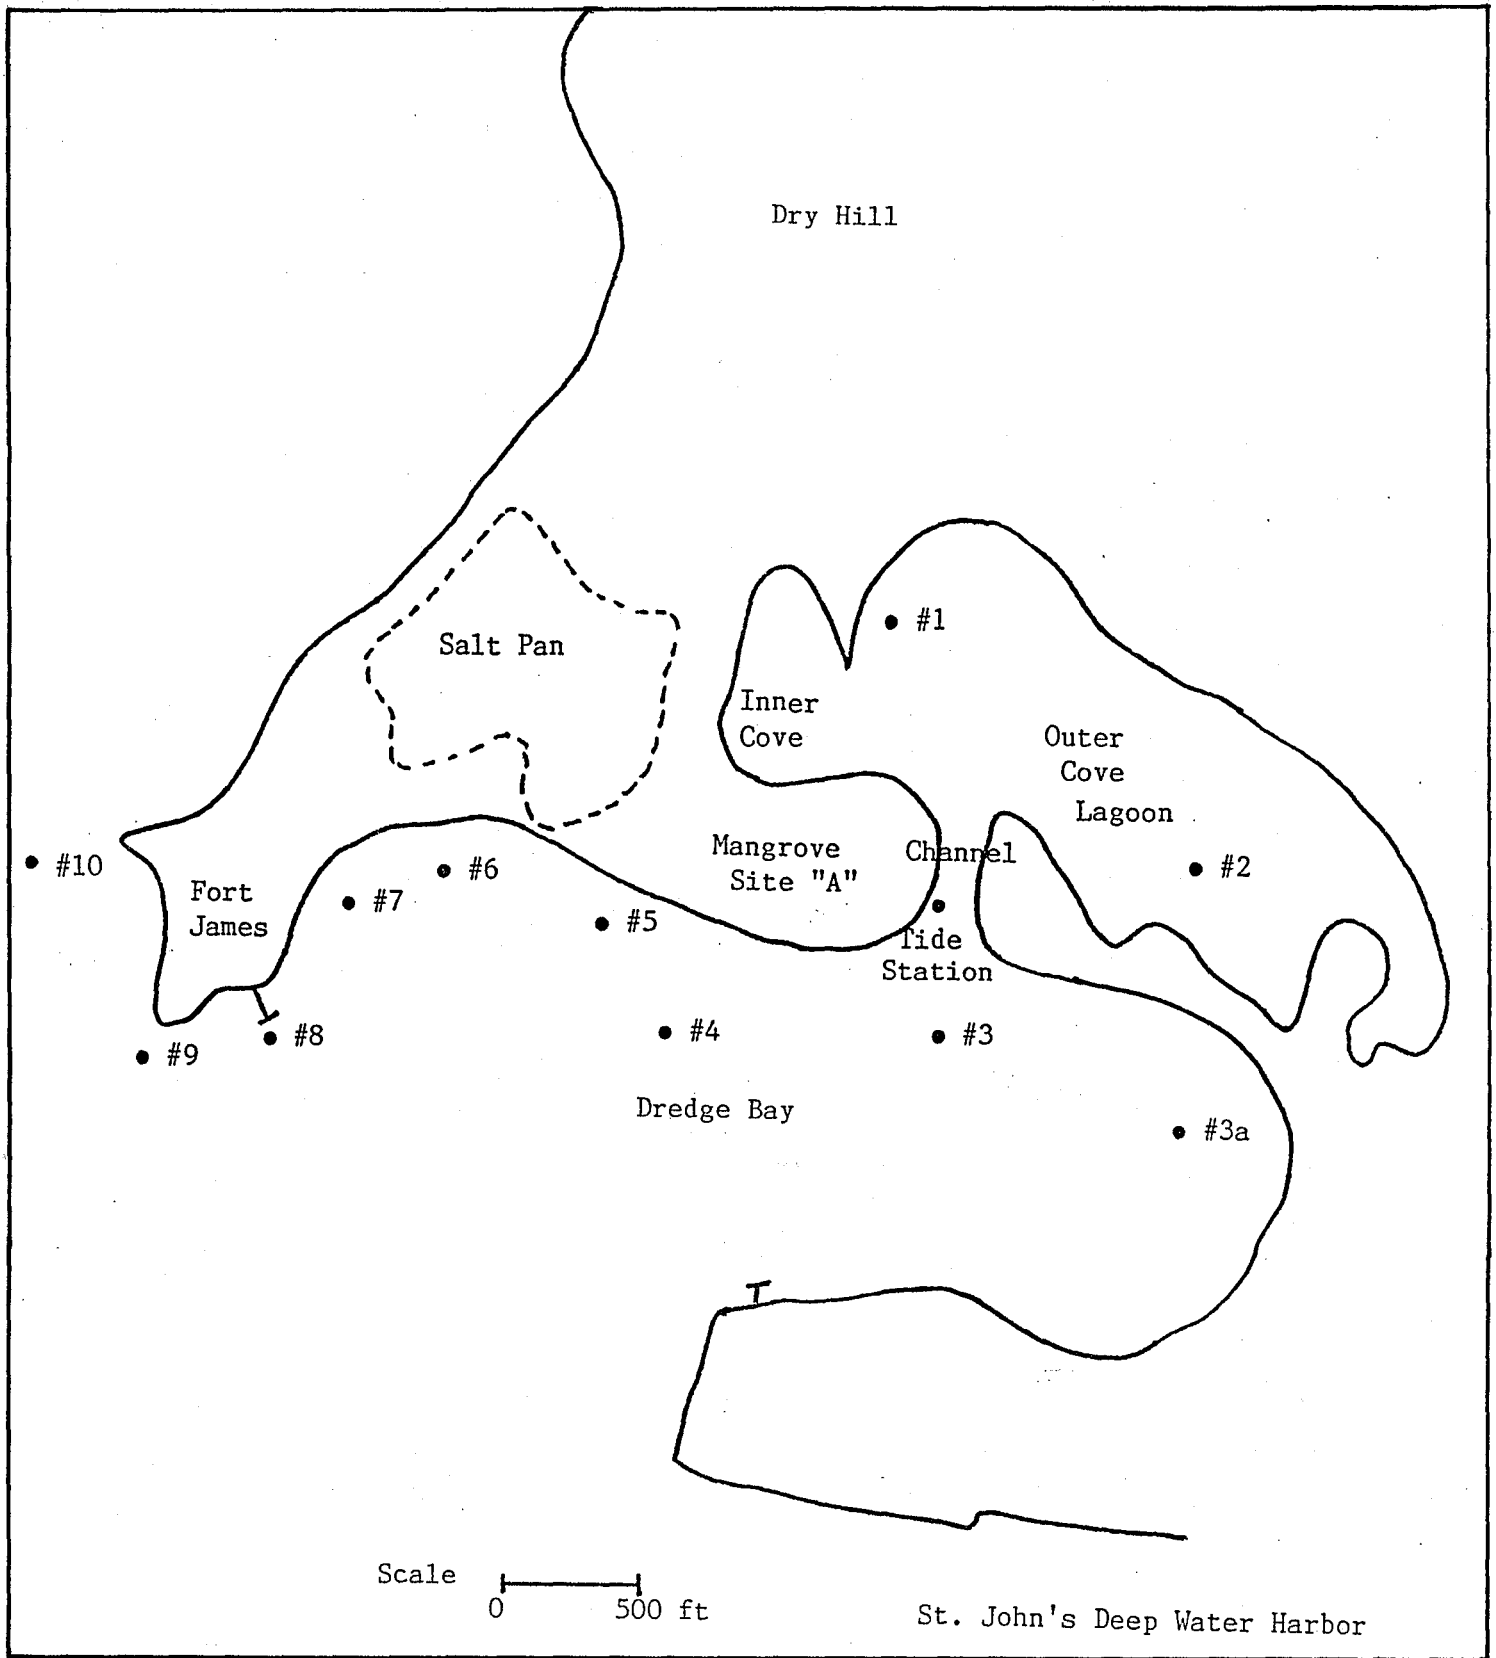 Dry Hill
#1
Salt Pan
Inner
Cove
Outer
Cove
Lagoon
Mangrove
Site "A"
Channel
#2
#10
#6
Fort
James
#7
#5
Tide
Station
#4
#3
#8
#9
Dredge Bay
#3a
Scale
0
500 ft
St. John's Deep Water Harbor